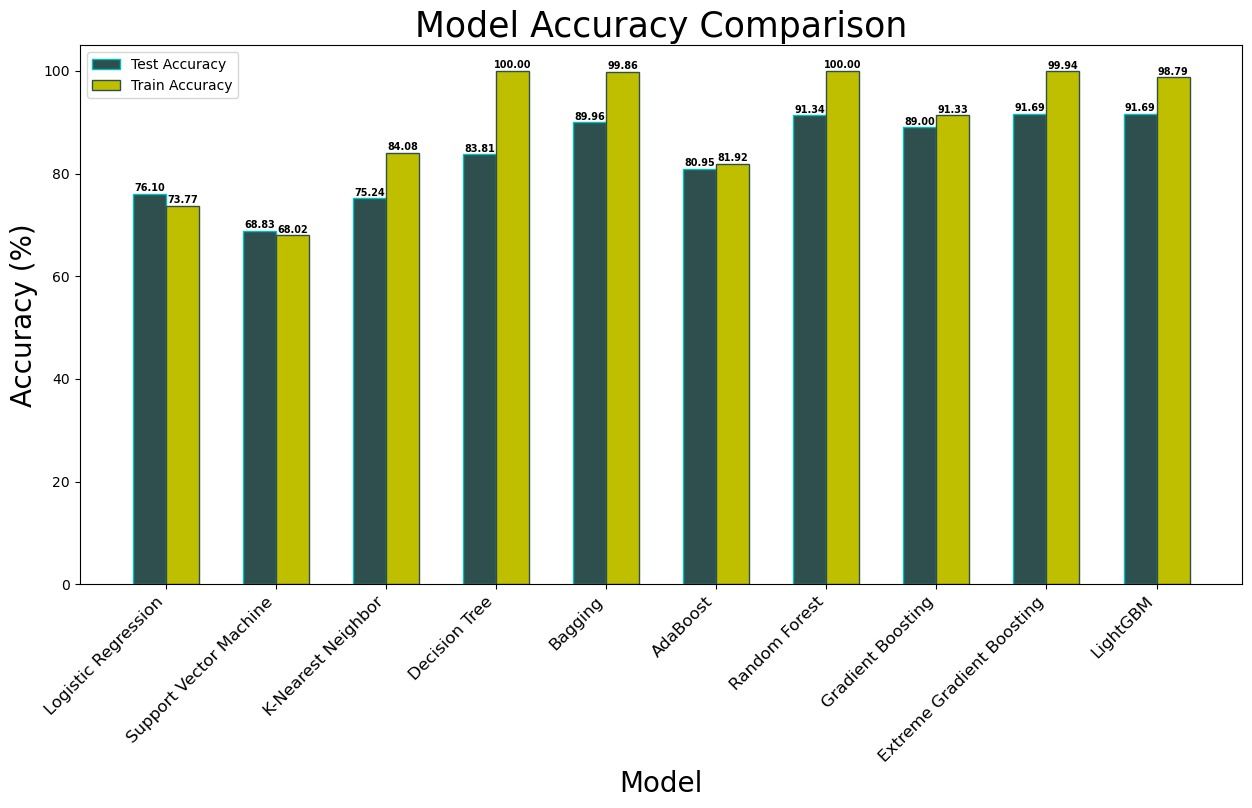 Model Accuracy Comparison
Test Accuracy
Train Accuracy
Accuracy (%)
100
80
60
40
20
0
76.10
73.77
68.83
68.02
75.24
84.08
83.81
100.00
89.96
99.86
80.95
81.92
91.34
100.00
89.00
91.33
91.69
99.94
91.69
98.79
Logistic Regression
Support Vector Machine
K-Nearest Neighbor
Decision Tree
Bagging
AdaBoost
Random Forest
Gradient Boosting
Extreme Gradient Boosting
LightGBM
Model